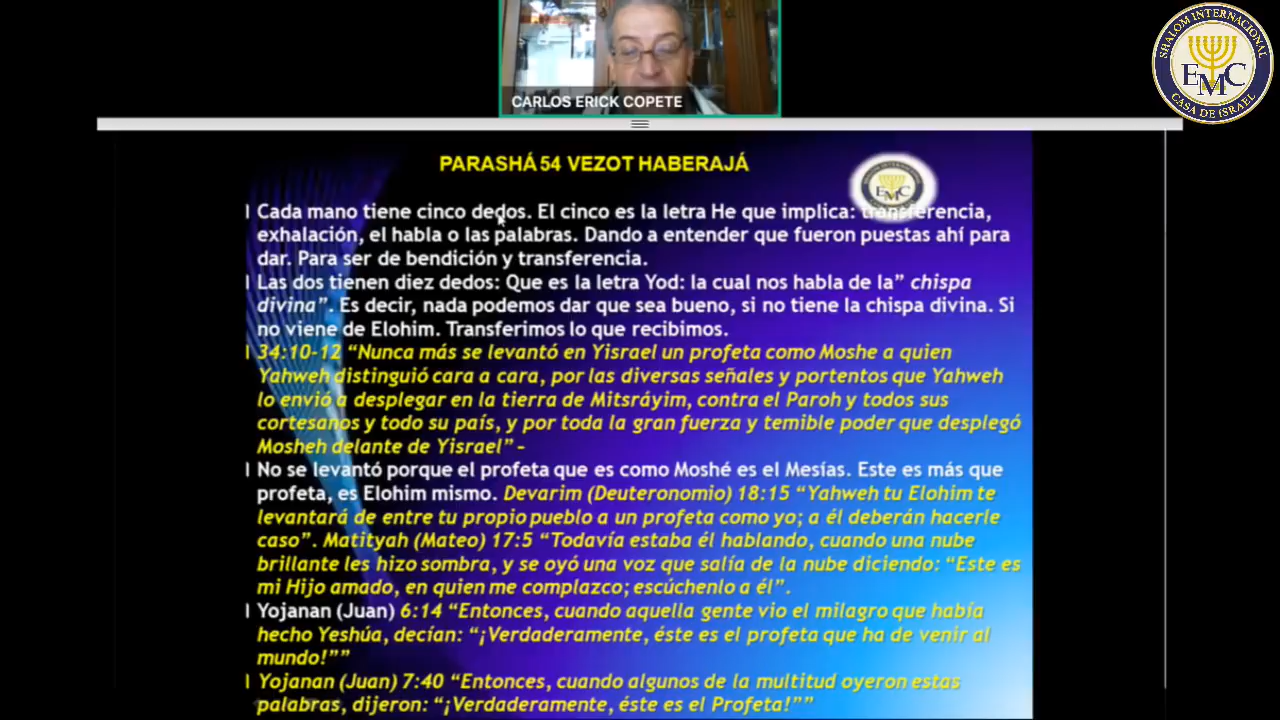 CARLOS ERICK COPETE
SHALOM INTERNACIONAL
EMC
CASA DE ISRAEL
PARASHÁ 54 VEZOT HABERAJÁ
EMC
Cada mano tiene cinco dedos. El cinco es la letra He que implica: transferencia,
exhalación, el habla o las palabras. Dando a entender que fueron puestas ahí para
dar. Para ser de bendición y transferencia.
Las dos tienen diez dedos: Que es la letra Yod: la cual nos habla de la” chispa
divina”. Es decir, nada podemos dar que sea bueno, si no tiene la chispa divina. Si
no viene de Elohim. Transferimos lo que recibimos.
34:10-12 “Nunca más se levantó en Yisrael un profeta como Moshe a quien
Yahweh distinguió cara a cara, por las diversas señales y portentos que Yahweh
lo envió a desplegar en la tierra de Mitsráyim, contra el Paroh y todos sus
cortesanos y todo su país, y por toda la gran fuerza y temible poder que desplegó
Mosheh delante de Yisrael” –
No se levantó porque el profeta que es como Moshé es el Mesías. Este es más que
profeta, es Elohim mismo. Devarim (Deuteronomio) 18:15 “Yahweh tu Elohim te
levantará de entre tu propio pueblo a un profeta como yo; a él deberán hacerle
caso”. Matityah (Mateo) 17:5 “Todavía estaba él hablando, cuando una nube
brillante les hizo sombra, y se oyó una voz que salía de la nube diciendo: “Este es
mi Hijo amado, en quien me complazco; escúchenlo a él”.
Yojanan (Juan) 6:14 “Entonces, cuando aquella gente vio el milagro que había
hecho Yeshúa, decían: “¡Verdaderamente, éste es el profeta que ha de venir al
mundo!””
Yojanan (Juan) 7:40 “Entonces, cuando algunos de la multitud oyeron estas
palabras, dijeron: “¡Verdaderamente, éste es el Profeta!””